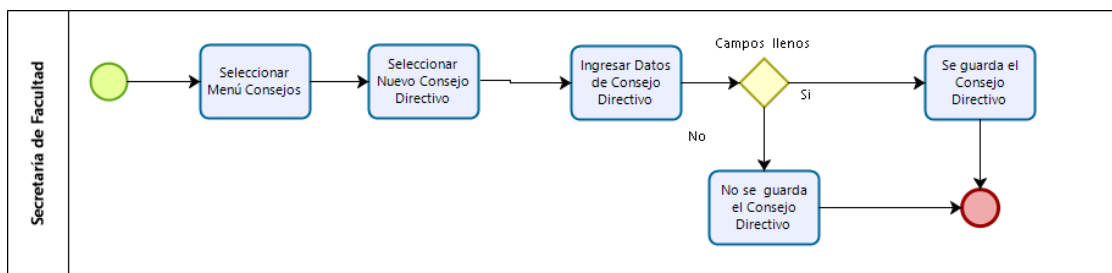 Secretaría de Facultad
Seleccionar
Menú Consejos
Seleccionar
Nuevo Consejo
Directivo
Ingresar Datos
de Consejo
Directivo
Campos llenos
Si
No
Se guarda el
Consejo
Directivo
No se guarda
el Consejo
Directivo